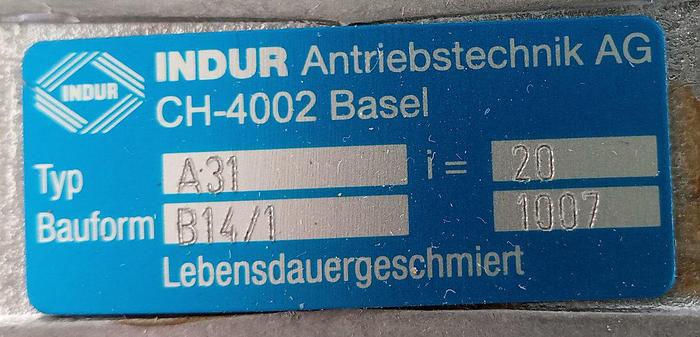 INDUR
INDUR Antriebstechnik AG
CH-4002 Basel
Typ A31 i = 20
Bauform B14/1 1007
Lebensdauergeschmiert